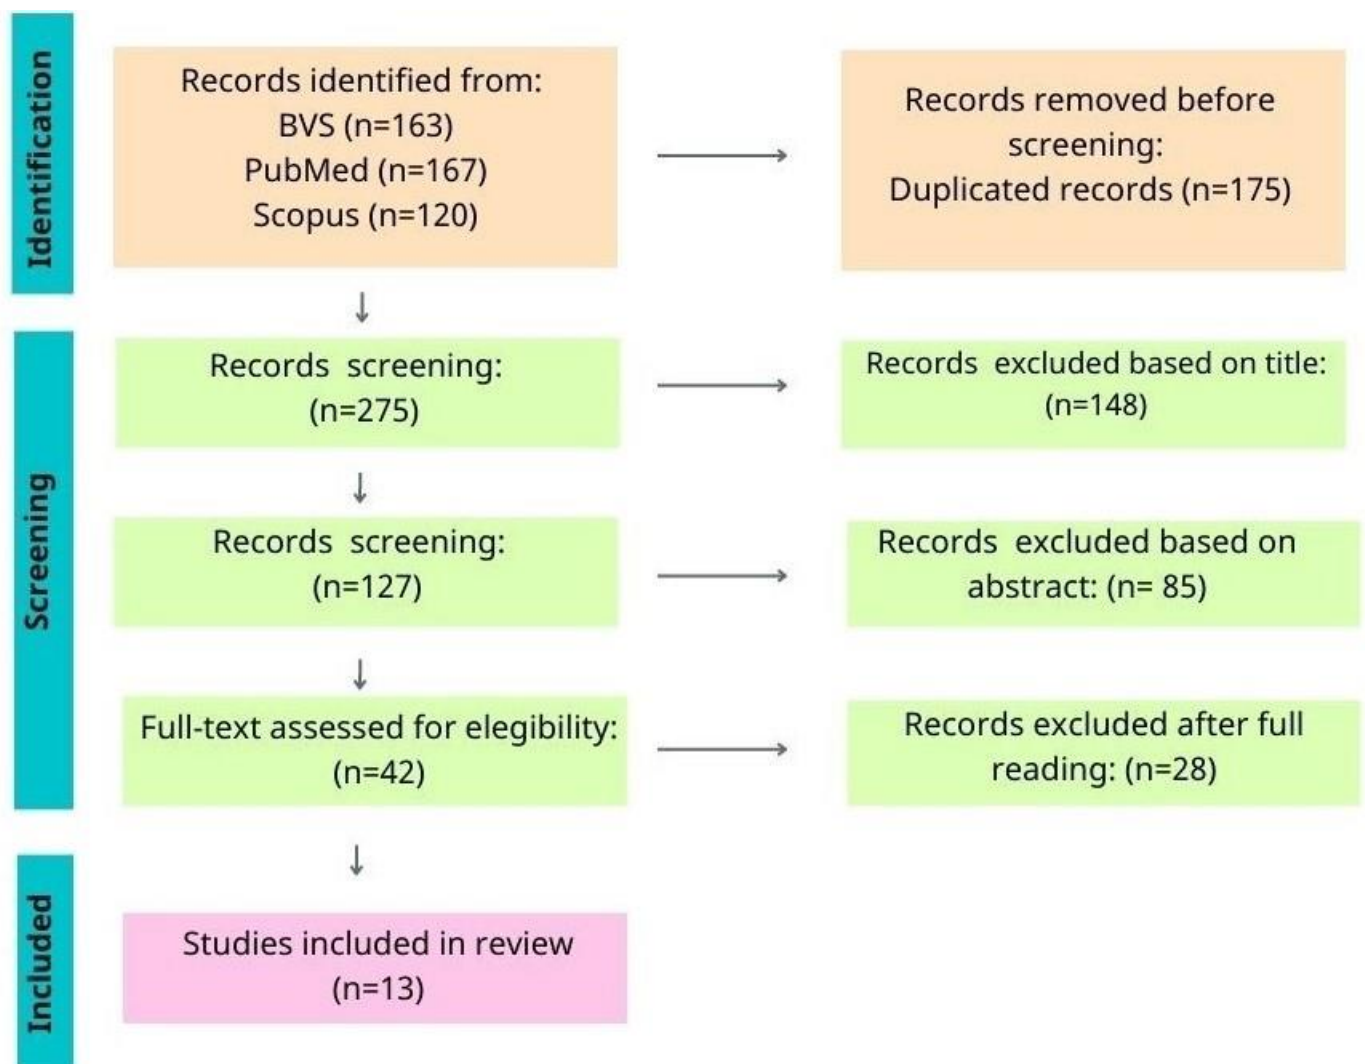 Identification
Records identified from:
BVS (n=163)
PubMed (n=167)
Scopus (n=120)
Records removed before
screening:
Duplicated records (n=175)
Screening
Records  screening:
(n=275)
Records  excluded based on title:
(n=148)
Records  screening:
(n=127)
Records  excluded based on
abstract: (n= 85)
Full-text assessed for elegibility:
(n=42)
Records excluded after full
reading: (n=28)
Included
Studies included in review
(n=13)